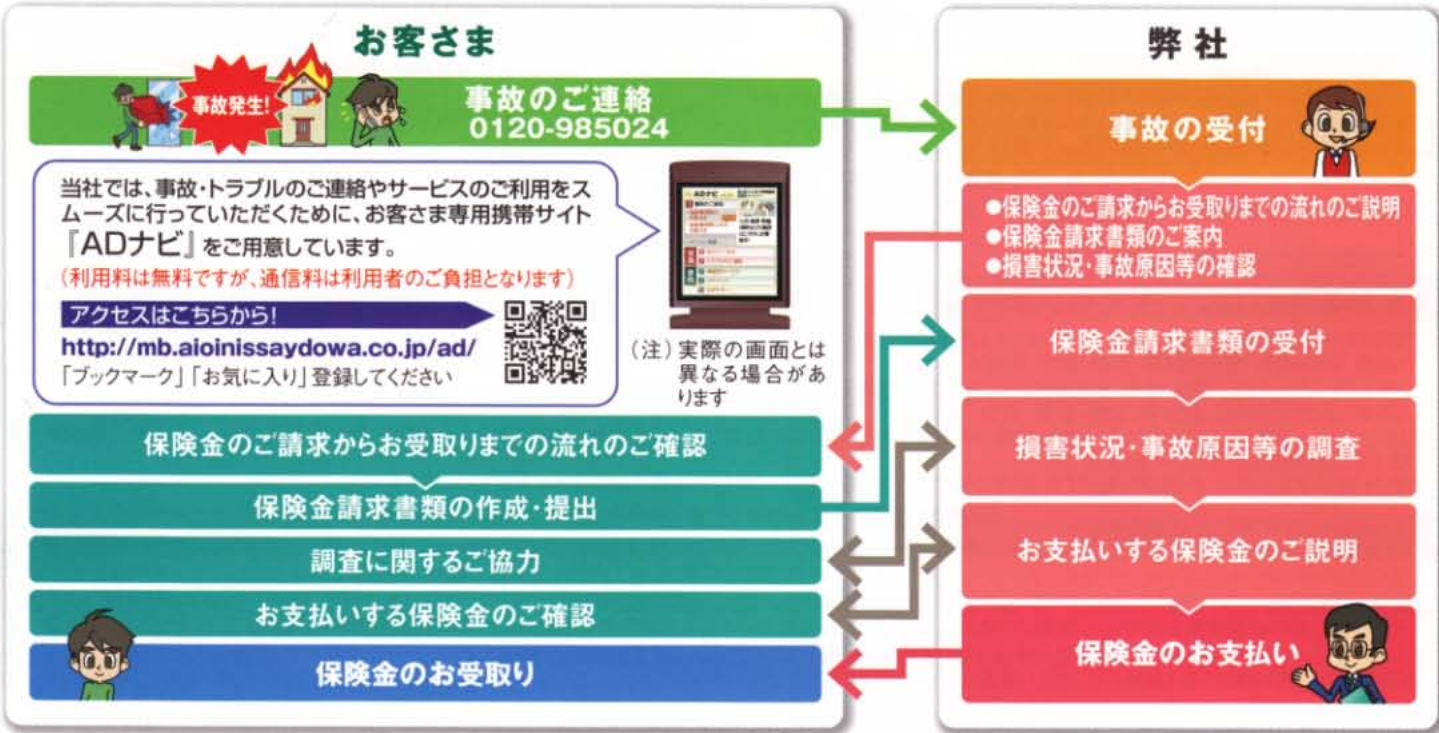 お客さま
事故発生!
事故のご連絡
0120-985024
当社では、事故・トラブルのご連絡やサービスのご利用をス
ムーズに行っていただくために、お客さま専用携帯サイト
『ADナビ』をご用意しています。
(利用料は無料ですが、通信料は利用者のご負担となります)
アクセスはこちらから!
http://mb.aioinissaydowa.co.jp/ad/
「ブックマーク」「お気に入り」登録してください
ADナビ
(注)実際の画面とは
異なる場合があ
ります
保険金のご請求からお受取りまでの流れのご確認
保険金請求書類の作成・提出
調査に関するご協力
お支払いする保険金のご確認
保険金のお受取り
弊社
事故の受付
●保険金のご請求からお受取りまでの流れのご説明
●保険金請求書類のご案内
●損害状況・事故原因等の確認
保険金請求書類の受付
損害状況・事故原因等の調査
お支払いする保険金のご説明
保険金のお支払い